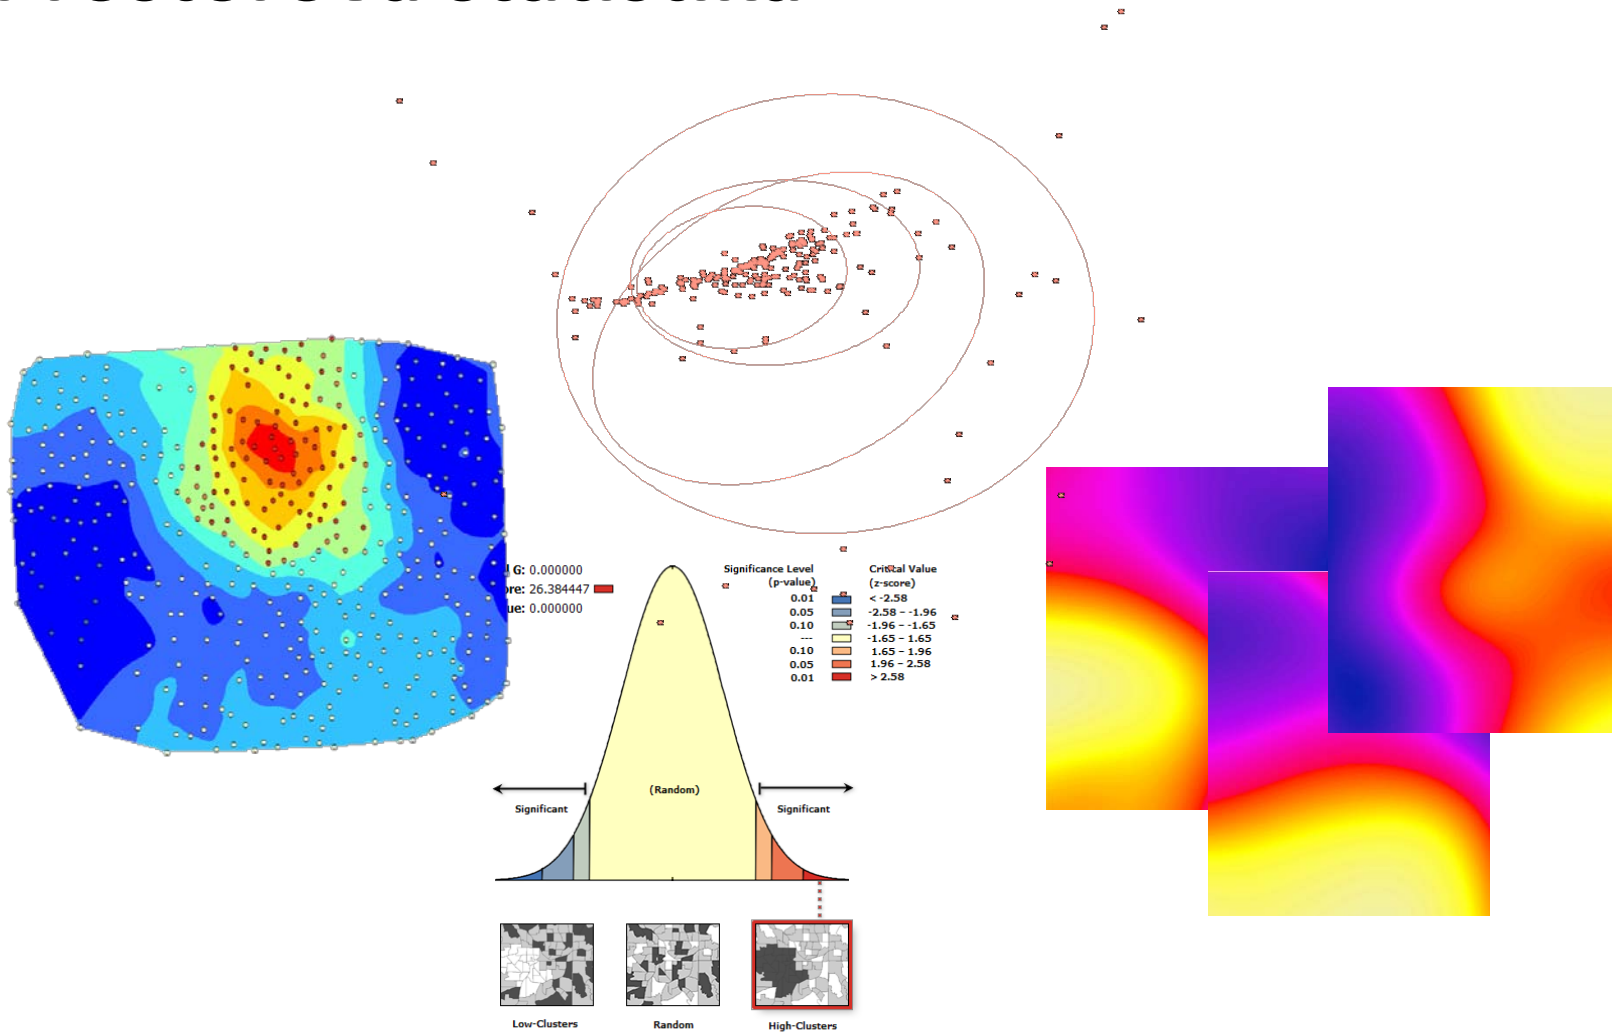 G: 0.000000
26.384447
0.000000
Significance Level
(p-value)
Critical Value
(z-score)
0.01 < -2.58
0.05 -2.58 - -1.96
0.10 -1.96 - -1.65
--- -1.65 - 1.65
0.10 1.65 - 1.96
0.05 1.96 - 2.58
0.01 > 2.58
Significant
(Random)
Significant
Low-Clusters
Random
High-Clusters